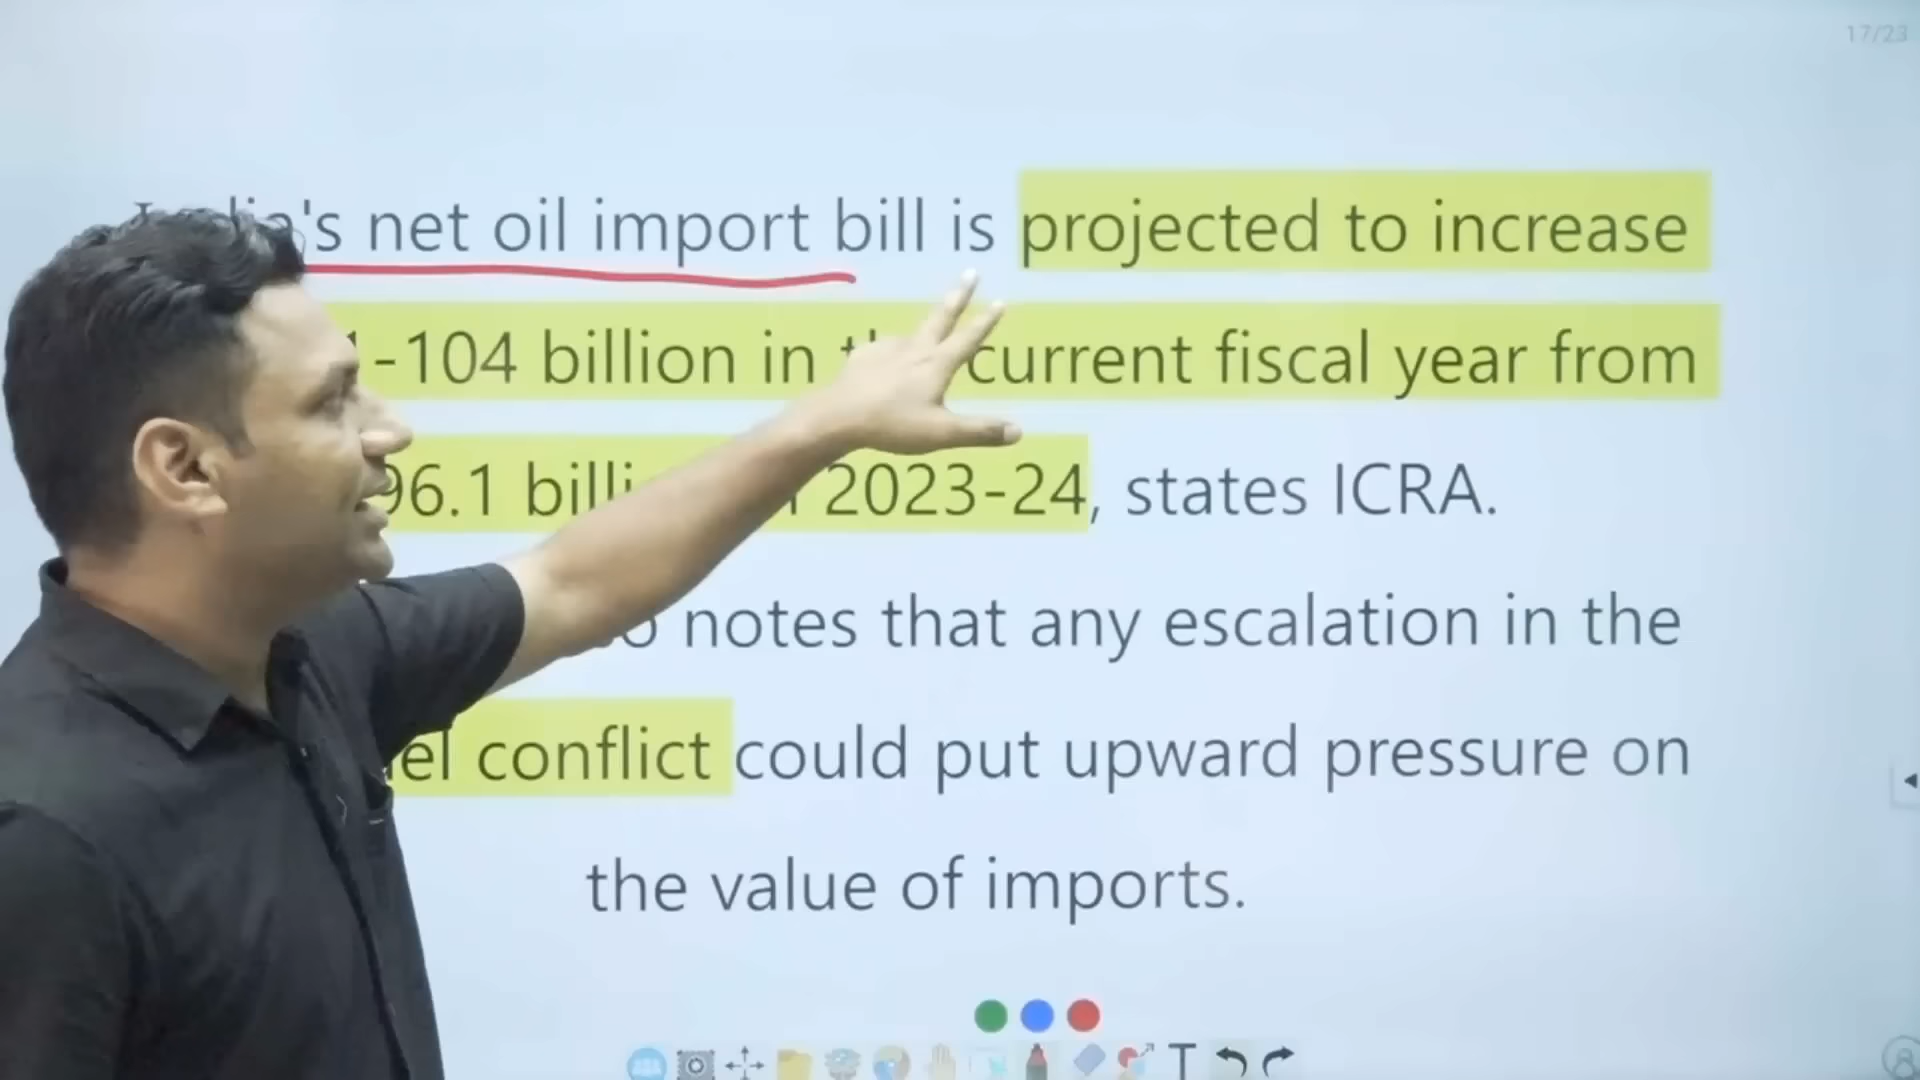 17/23
's net oil import bill is projected to increase
-104 billion in current fiscal year from
96.1 2023-24, states ICRA.
notes that any escalation in the
conflict could put upward pressure on
the value of imports.
T